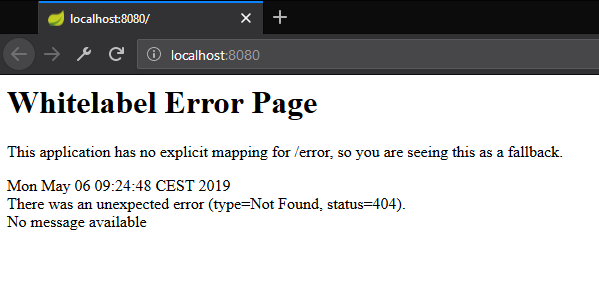 localhost:8080/
localhost:8080
Whitelabel Error Page
This application has no explicit mapping for /error, so you are seeing this as a fallback.
Mon May 06 09:24:48 CEST 2019
There was an unexpected error (type=Not Found, status=404).
No message available